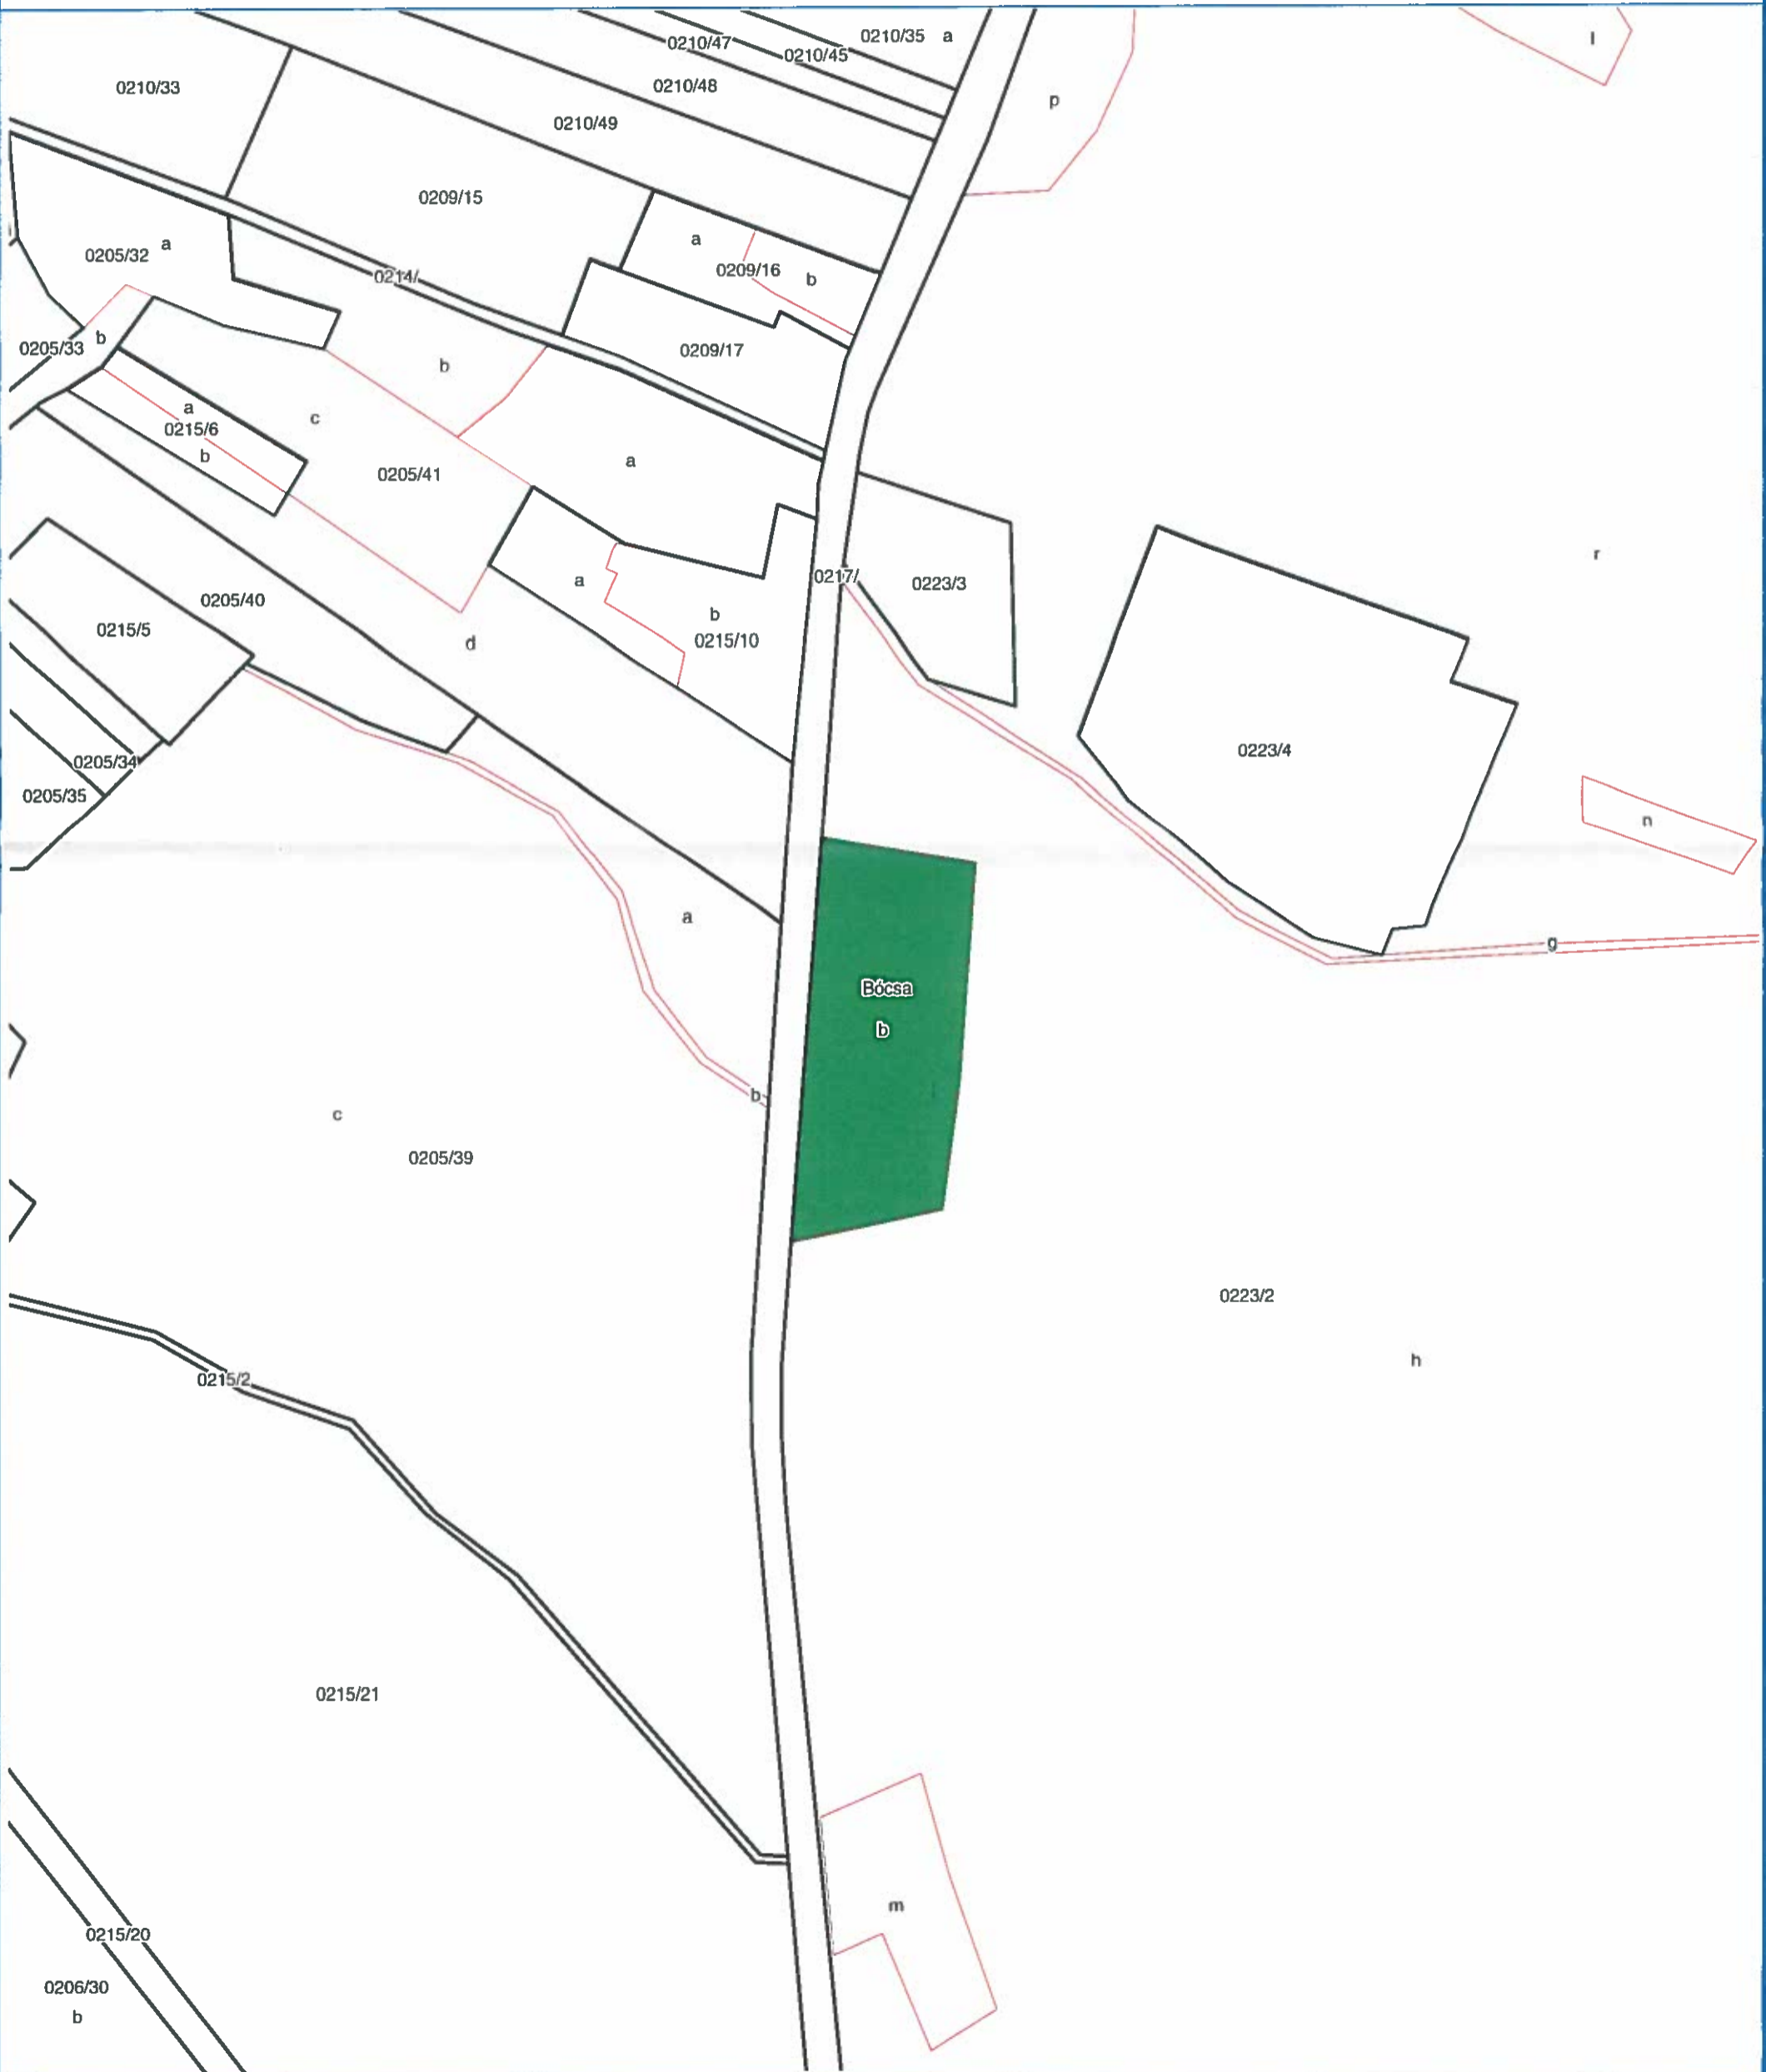 0210/35 a
0210/47
0210/45
l
0210/33
0210/48
p
0210/49
0209/15
a
a
0205/32
0209/16
b
0214/
b
0205/33
0209/17
b
a
c
0215/6
b
0205/41
a
r
0217/
0223/3
a
0205/40
b
0215/5
0215/10
d
0223/4
0205/34
0205/35
n
a
g
Bócsa
b
b
c
0205/39
0223/2
h
0215/2
0215/21
m
0215/20
0206/30
b